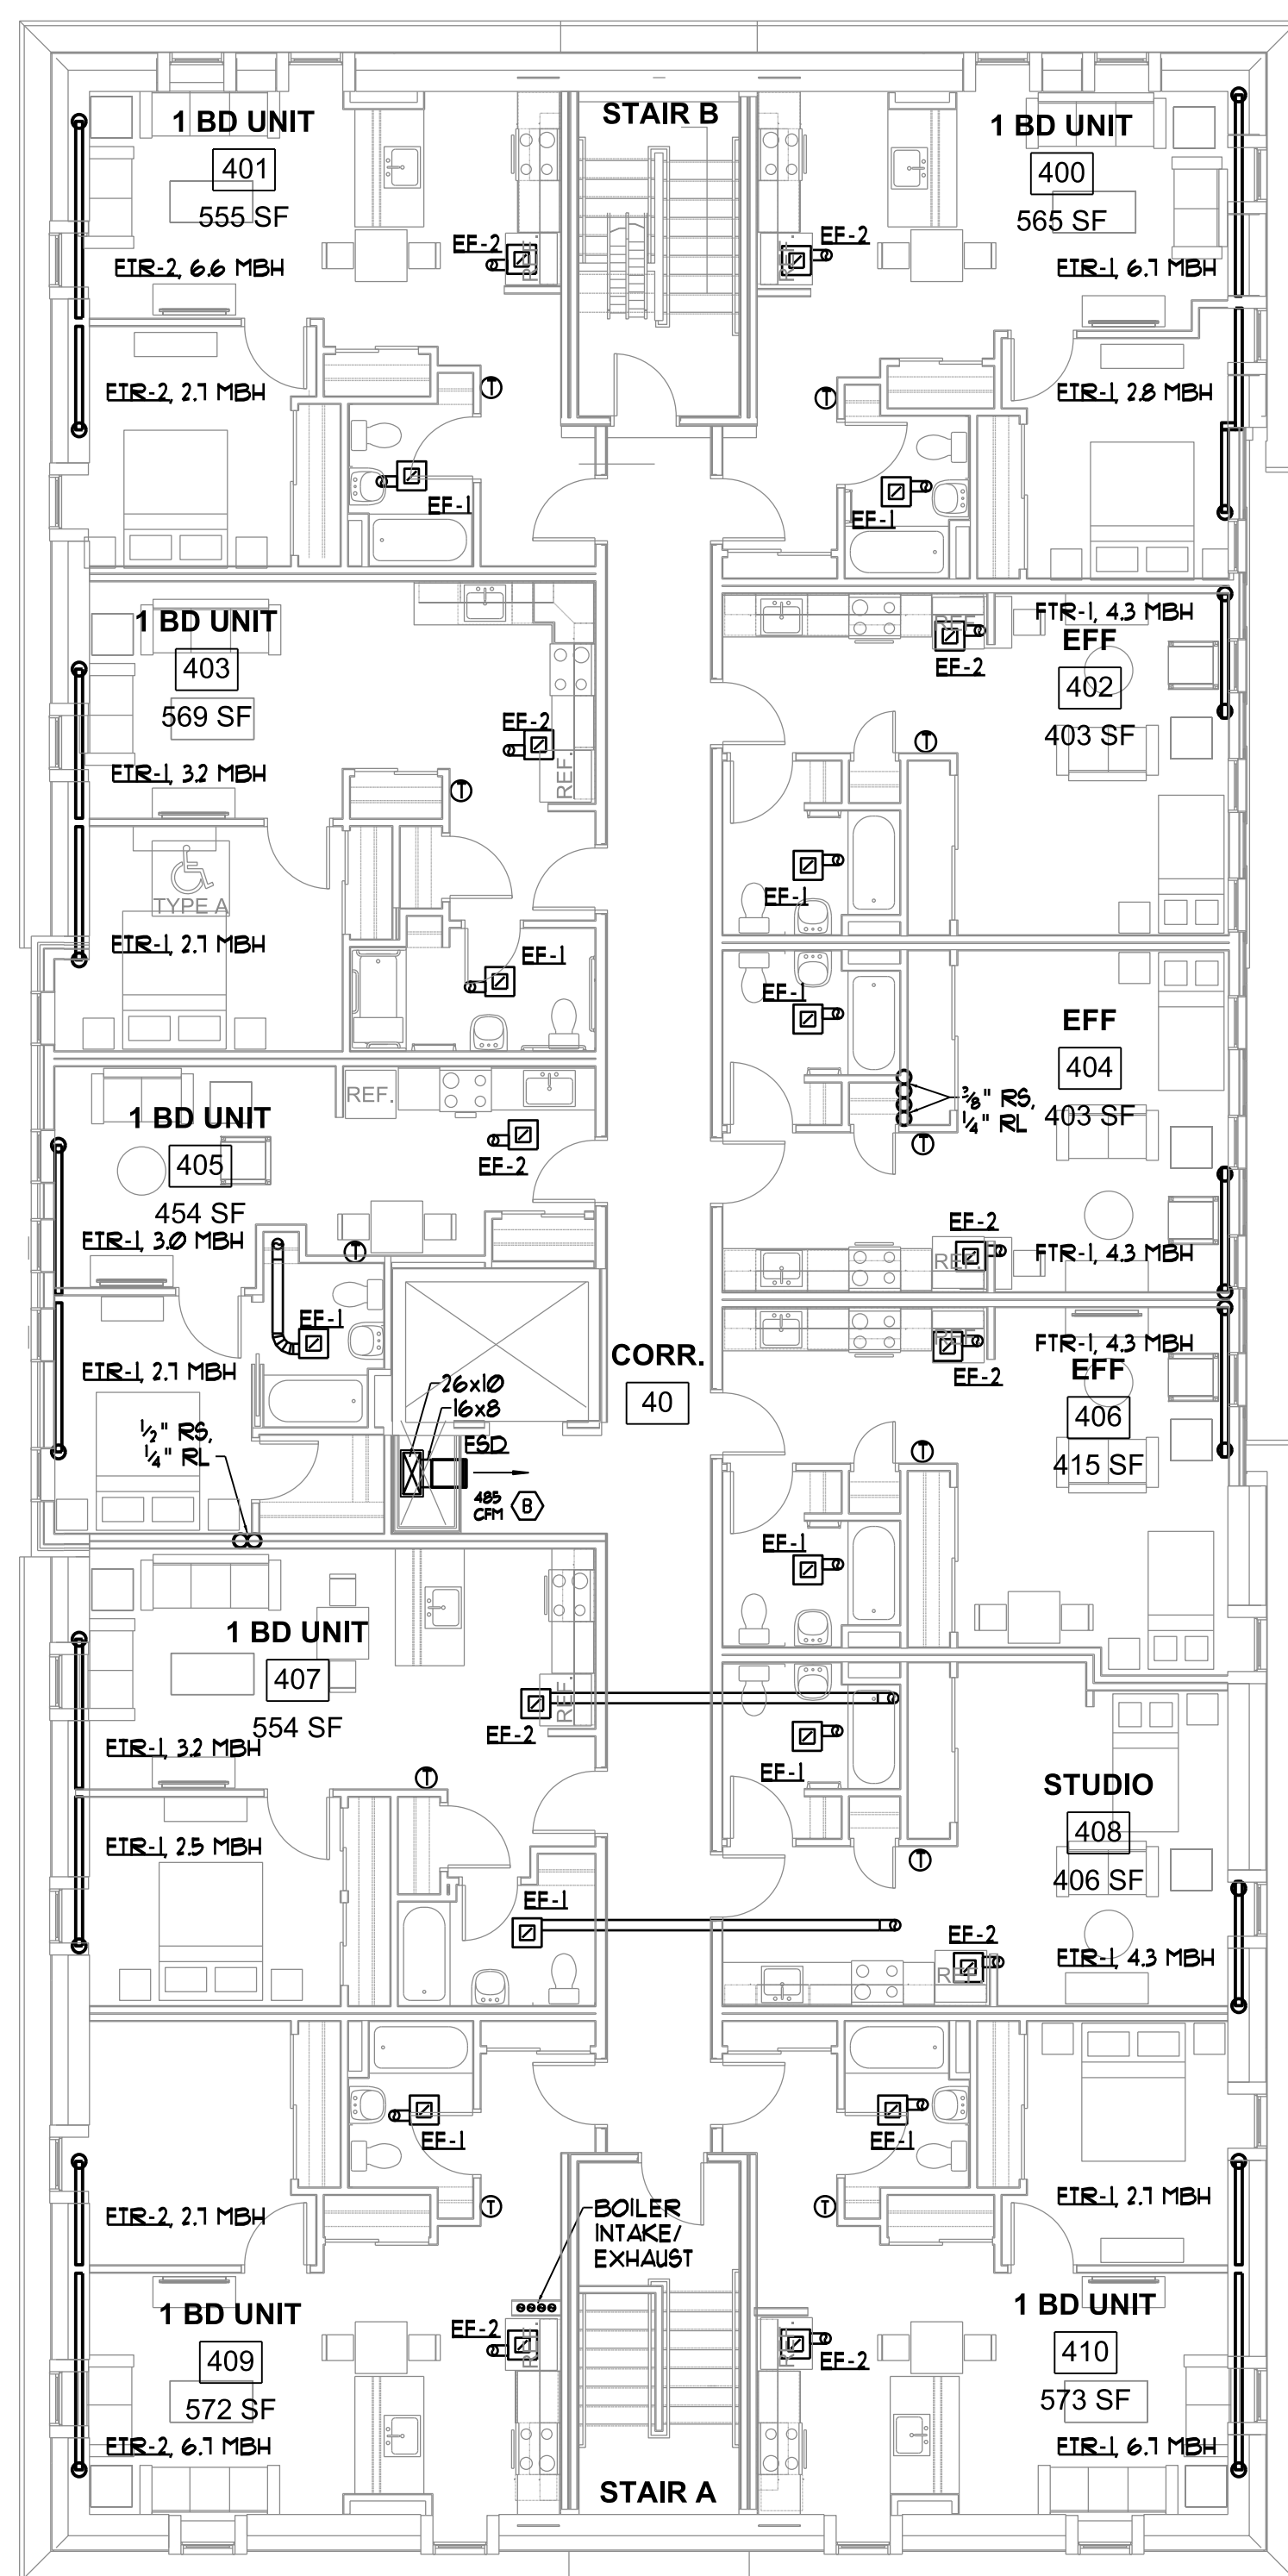 STAIR B
1 BD UNIT
401
555 SF
FTR-2, 6.6 MBH
EF-2
REF.
FTR-2, 2.7 MBH
T
EF-1
1 BD UNIT
400
565 SF
EF-2
REF.
FTR-1, 6.7 MBH
FTR-1, 2.8 MBH
T
EF-1
1 BD UNIT
403
569 SF
EF-2
REF.
FTR-1, 3.2 MBH
T
TYPE A
FTR-1, 2.7 MBH
EF-1
FTR-1, 4.3 MBH
EFF
402
403 SF
REF.
EF-2
T
EF-1
EF-1
EFF
404
403 SF
3/8" RS,
1/4" RL
T
EF-2
REF.
FTR-1, 4.3 MBH
1 BD UNIT
405
454 SF
REF.
EF-2
FTR-1, 3.0 MBH
T
EF-1
FTR-1, 2.7 MBH
1/2" RS,
1/4" RL
26x10
16x8
ESD
485
CFM
B
CORR.
40
FTR-1, 4.3 MBH
EFF
406
415 SF
REF.
EF-2
T
EF-1
1 BD UNIT
407
554 SF
EF-2
REF.
FTR-1, 3.2 MBH
T
FTR-1, 2.5 MBH
EF-1
EF-1
STUDIO
408
406 SF
T
EF-2
REF.
FTR-1, 4.3 MBH
EF-1
FTR-2, 2.7 MBH
T
BOILER
INTAKE/
EXHAUST
1 BD UNIT
409
572 SF
EF-2
REF.
FTR-2, 6.7 MBH
EF-1
T
FTR-1, 2.7 MBH
1 BD UNIT
410
573 SF
REF.
EF-2
FTR-1, 6.7 MBH
STAIR A